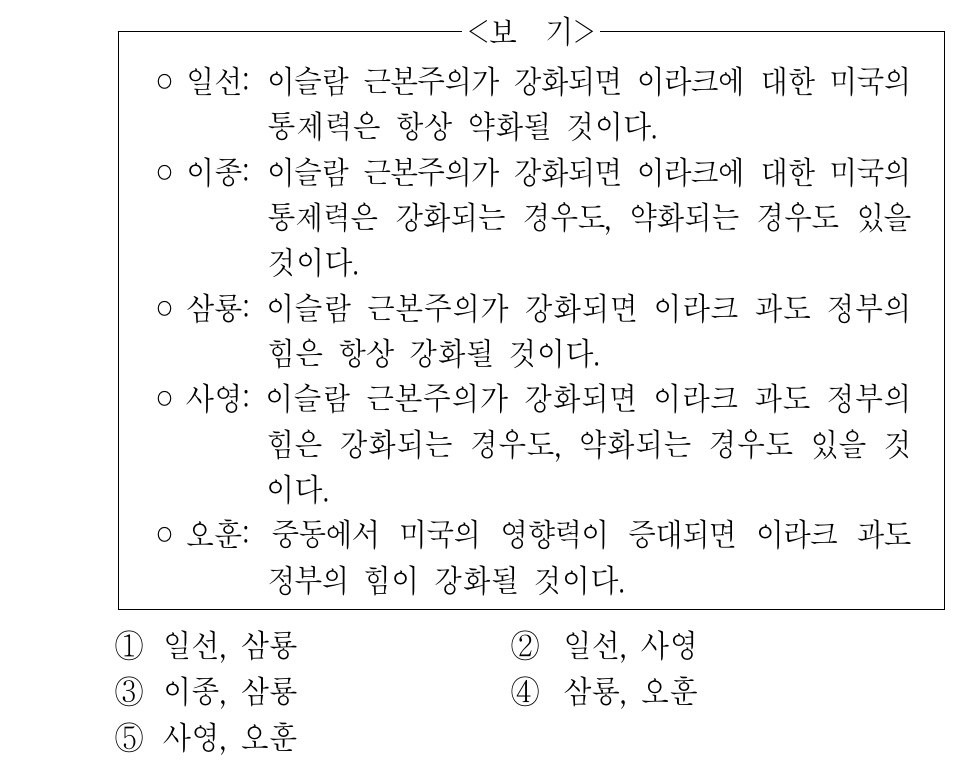 <보 기>
○ 일선: 이슬람 근본주의가 강화되면 이라크에 대한 미국의
통제력은 항상 약화될 것이다.
○ 이종: 이슬람 근본주의가 강화되면 이라크에 대한 미국의
통제력은 강화되는 경우도, 약화되는 경우도 있을
것이다.
○ 삼룡: 이슬람 근본주의가 강화되면 이라크 과도 정부의
힘은 항상 강화될 것이다.
○ 사영: 이슬람 근본주의가 강화되면 이라크 과도 정부의
힘은 강화되는 경우도, 약화되는 경우도 있을 것
이다.
○ 오훈: 중동에서 미국의 영향력이 증대되면 이라크 과도
정부의 힘이 강화될 것이다.
① 일선, 삼룡 ② 일선, 사영
③ 이종, 삼룡 ④ 삼룡, 오훈
⑤ 사영, 오훈